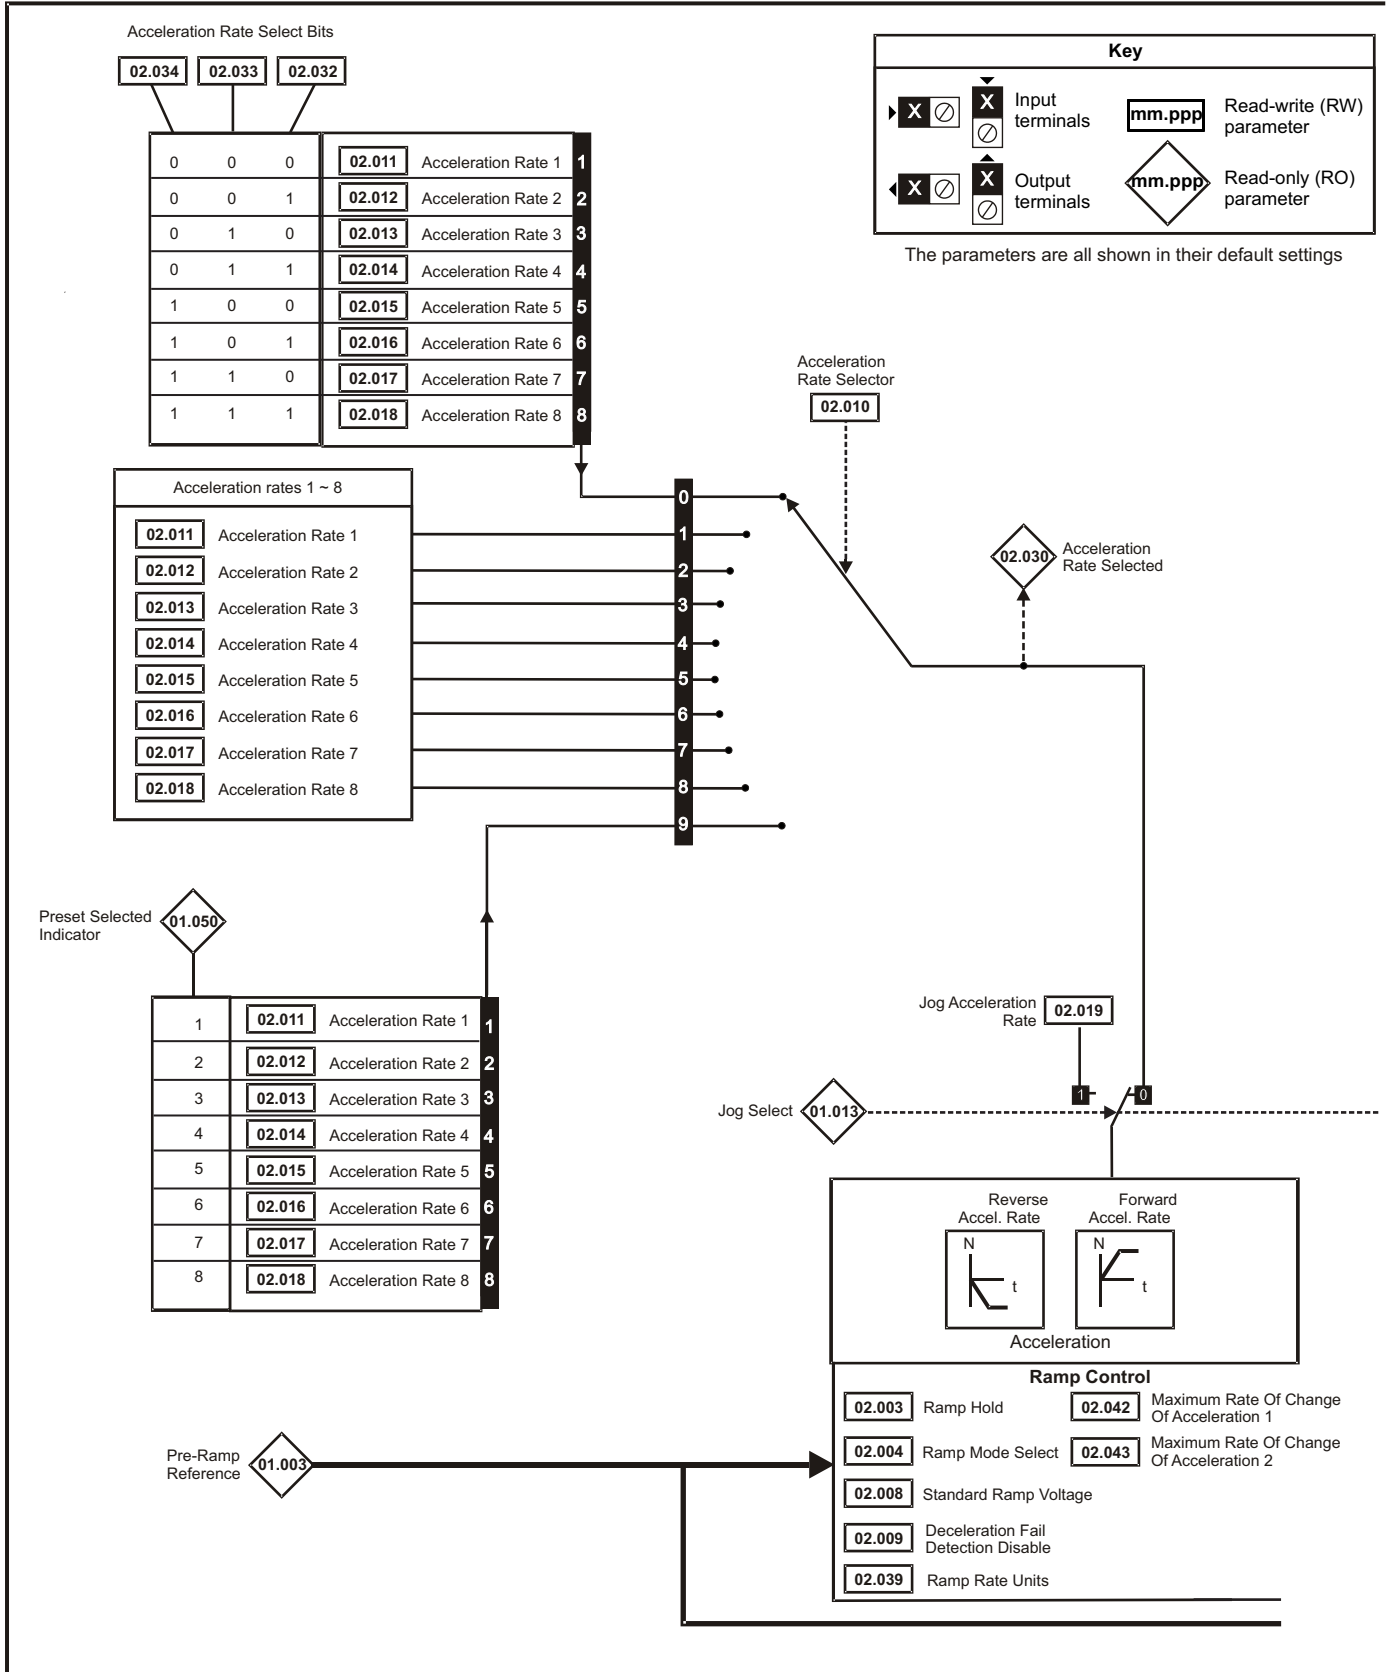 Acceleration Rate Select Bits
02.034 02.033 02.032
0 0 0 02.011 Acceleration Rate 1 1
0 0 1 02.012 Acceleration Rate 2 2
0 1 0 02.013 Acceleration Rate 3 3
0 1 1 02.014 Acceleration Rate 4 4
1 0 0 02.015 Acceleration Rate 5 5
1 0 1 02.016 Acceleration Rate 6 6
1 1 0 02.017 Acceleration Rate 7 7
1 1 1 02.018 Acceleration Rate 8 8
Key
X X Input
terminals
mm.ppp Read-write (RW)
parameter
X X Output
terminals
mm.ppp Read-only (RO)
parameter
The parameters are all shown in their default settings
Acceleration
Rate Selector
02.010
Acceleration rates 1 ~ 8
02.011 Acceleration Rate 1
02.012 Acceleration Rate 2
02.013 Acceleration Rate 3
02.014 Acceleration Rate 4
02.015 Acceleration Rate 5
02.016 Acceleration Rate 6
02.017 Acceleration Rate 7
02.018 Acceleration Rate 8
0
1
2
3
4
5
6
7
8
9
02.030 Acceleration
Rate Selected
Preset Selected
Indicator
01.050
1 02.011 Acceleration Rate 1 1
2 02.012 Acceleration Rate 2 2
3 02.013 Acceleration Rate 3 3
4 02.014 Acceleration Rate 4 4
5 02.015 Acceleration Rate 5 5
6 02.016 Acceleration Rate 6 6
7 02.017 Acceleration Rate 7 7
8 02.018 Acceleration Rate 8 8
Jog Acceleration
Rate
02.019
1 0
Jog Select 01.013
Reverse
Accel. Rate
Forward
Accel. Rate
N t
N t
Acceleration
Ramp Control
02.003 Ramp Hold
02.042 Maximum Rate Of Change
Of Acceleration 1
02.004 Ramp Mode Select
02.043 Maximum Rate Of Change
Of Acceleration 2
02.008 Standard Ramp Voltage
02.009 Deceleration Fail
Detection Disable
02.039 Ramp Rate Units
Pre-Ramp
Reference
01.003